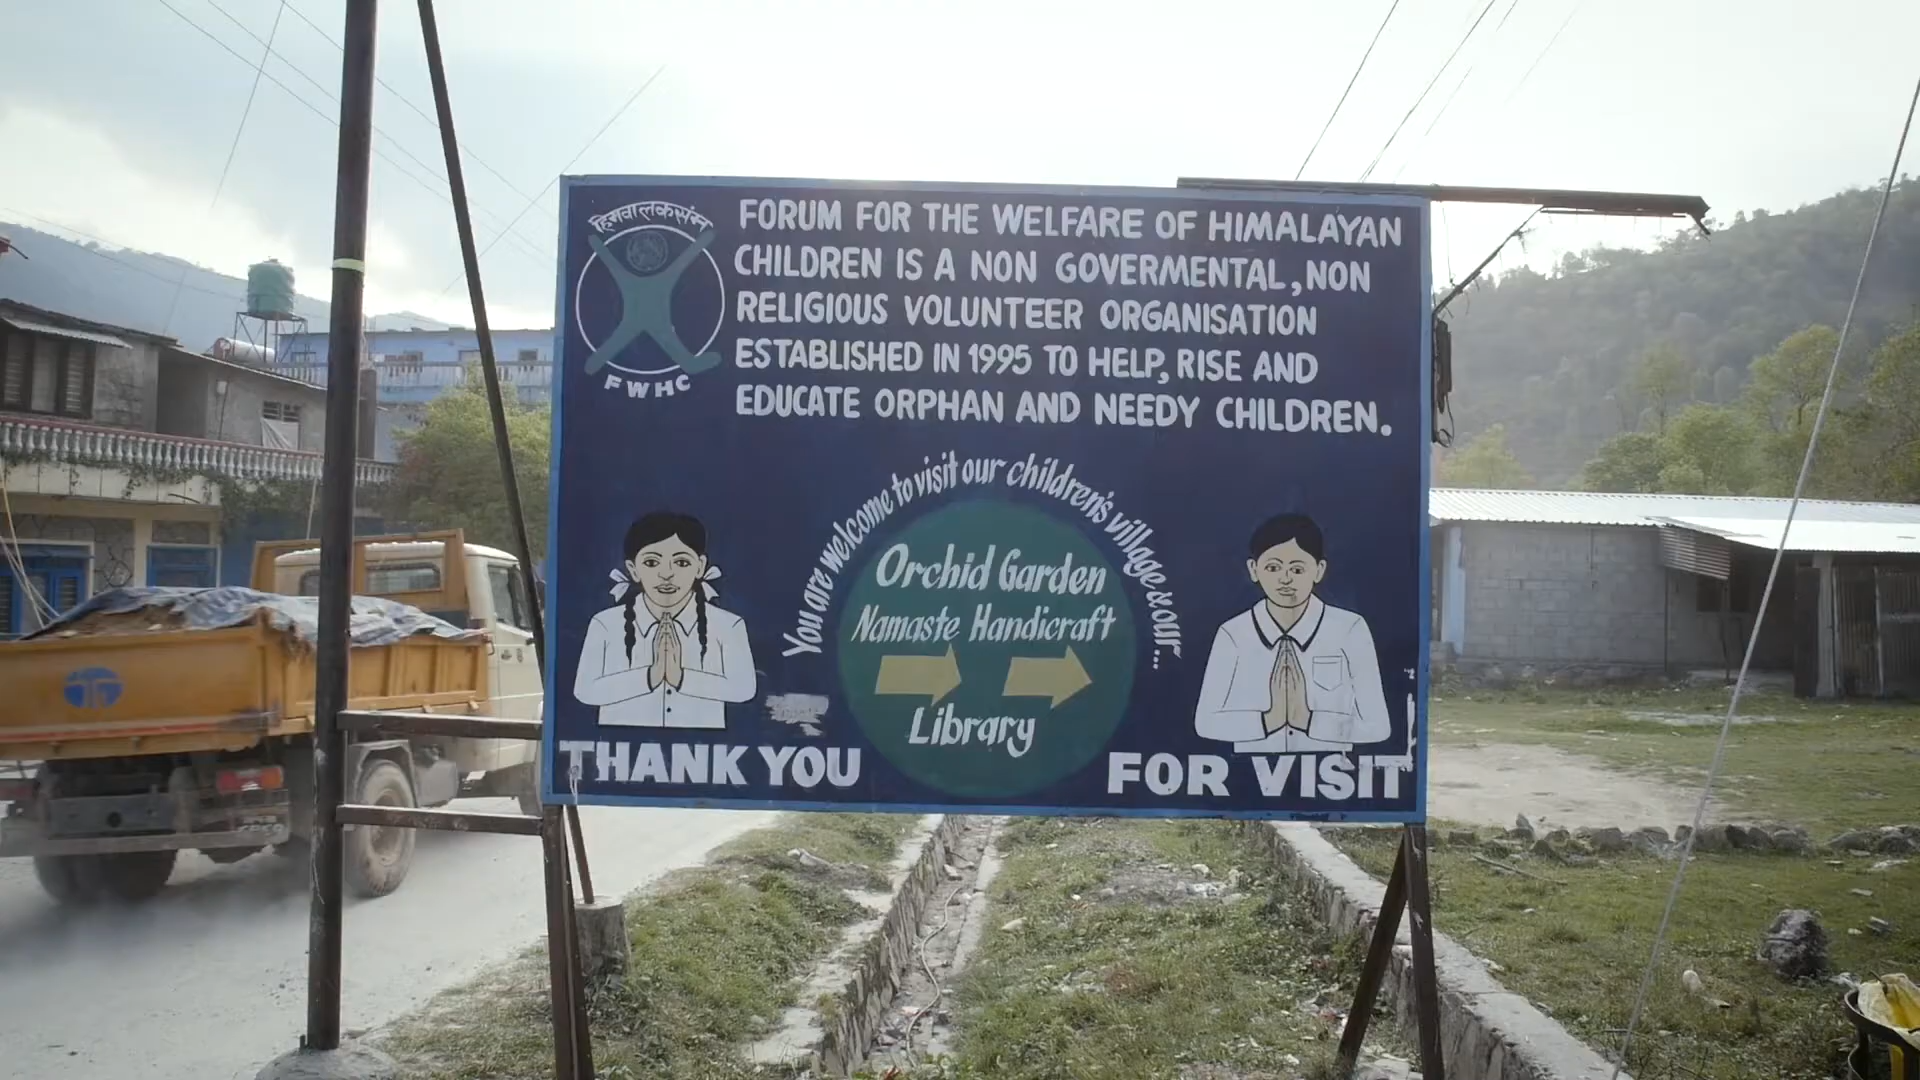 हिमवालकसंम
FWHC
FORUM FOR THE WELFARE OF HIMALAYAN
CHILDREN IS A NON GOVERMENTAL, NON
RELIGIOUS VOLUNTEER ORGANISATION
ESTABLISHED IN 1995 TO HELP, RISE AND
EDUCATE ORPHAN AND NEEDY CHILDREN.
You are welcome to visit our children's village & our...
Orchid Garden
Namaste Handicraft
Library
THANK YOU
FOR VISIT